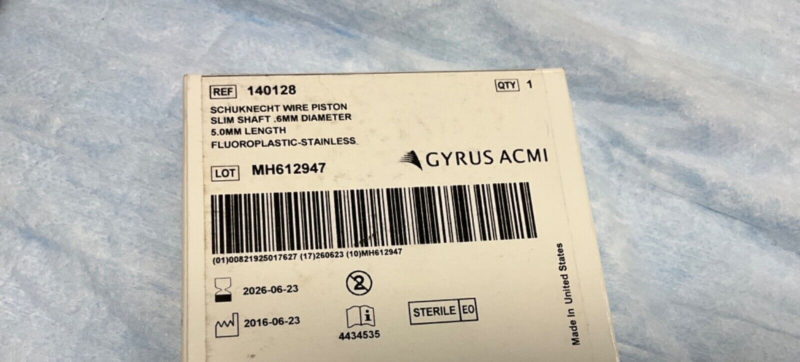 REF 140128
QTY 1
SCHUKNECHT WIRE PISTON
SLIM SHAFT .6MM DIAMETER
5.0MM LENGTH
FLUOROPLASTIC-STAINLESS
LOT MH612947
GYRUS ACMI
(01)00821925017627 (17)260623 (10)MH612947
2026-06-23
2
2016-06-23
i
4434535
STERILE EO
Made In United States